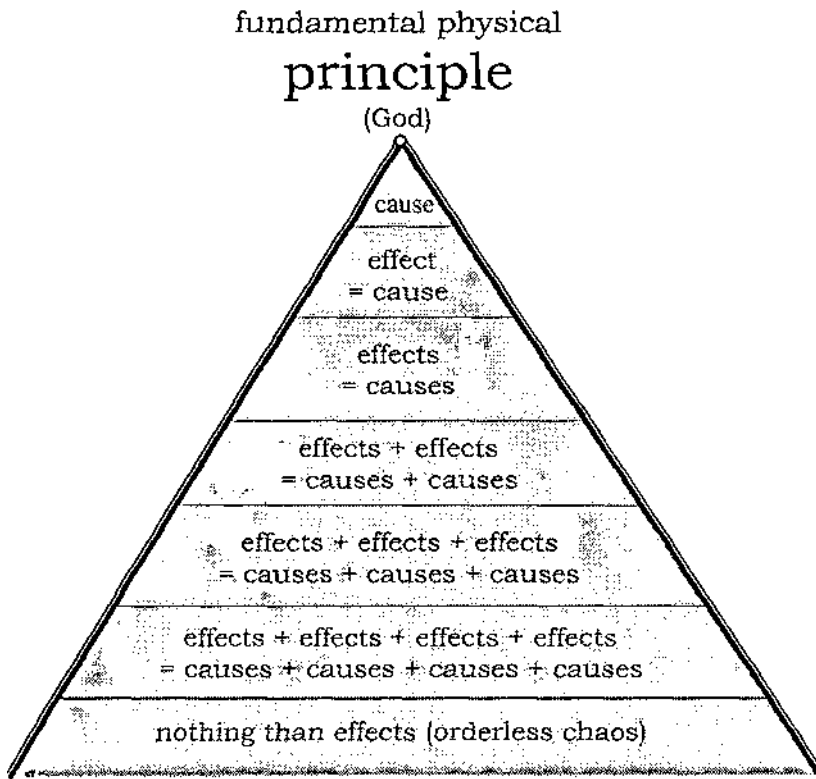 fundamental physical
principle
(God)
cause
effect
= cause
effects
= causes
effects + effects
= causes + causes
effects + effects + effects
= causes + causes + causes
effects + effects + effects + effects
= causes + causes + causes + causes
nothing than effects (orderless chaos)